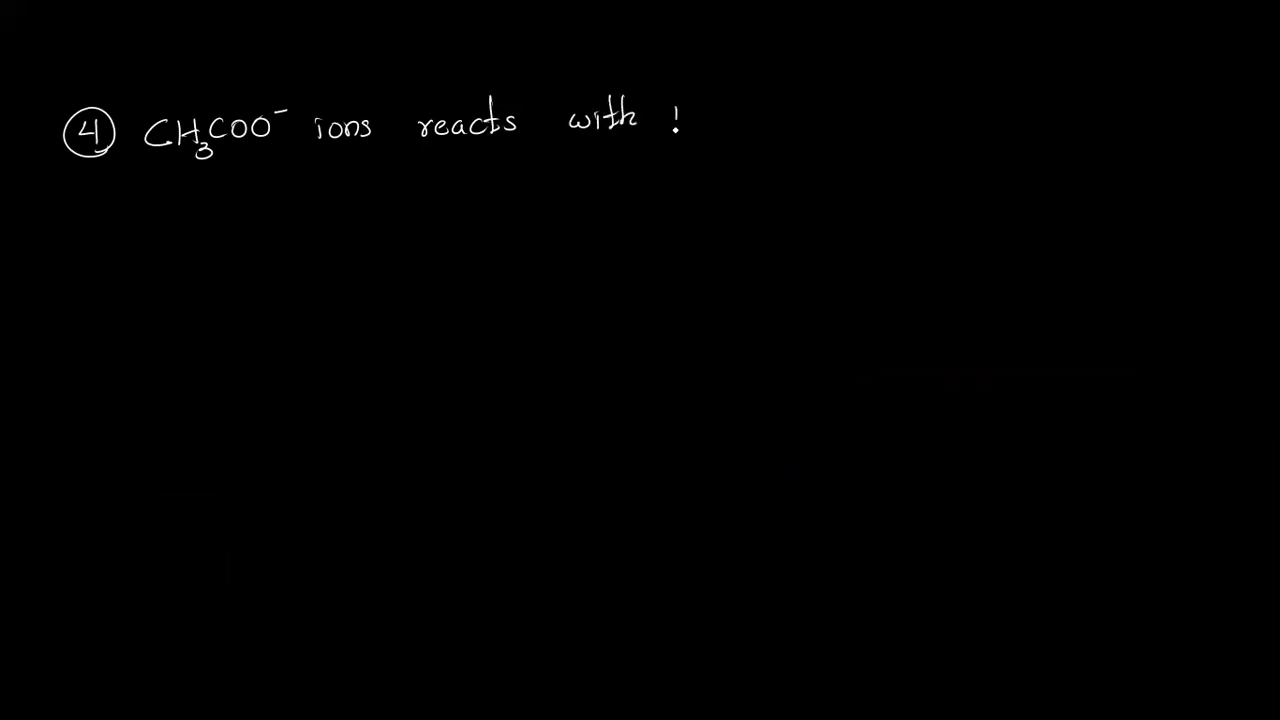 ④ CH₃COO⁻ ions reacts with !